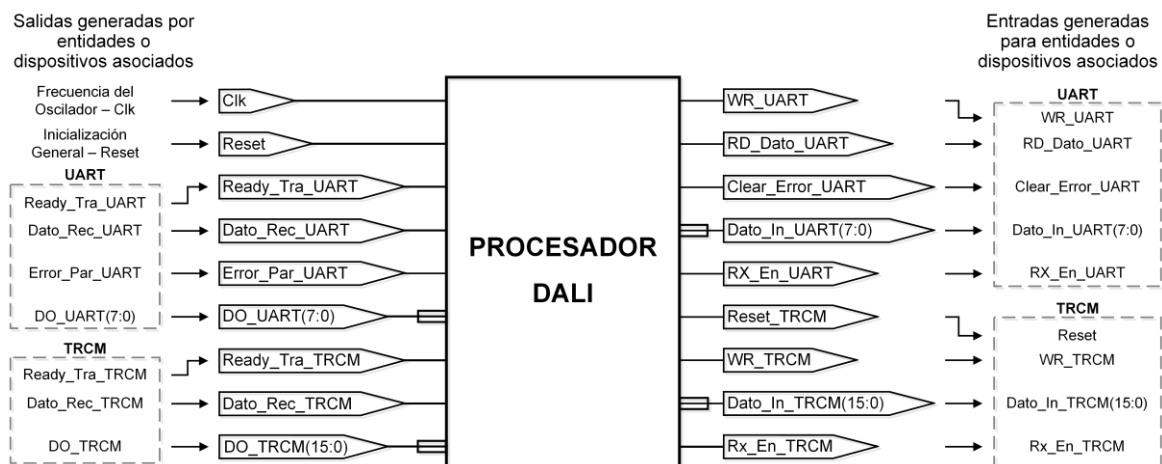 Salidas generadas por
entidades o
dispositivos asociados
Frecuencia del
Oscilador – Clk
Inicialización
General – Reset
UART
Ready_Tra_UART
Dato_Rec_UART
Error_Par_UART
DO_UART(7:0)
TRCM
Ready_Tra_TRCM
Dato_Rec_TRCM
DO_TRCM
Clk
Reset
Ready_Tra_UART
Dato_Rec_UART
Error_Par_UART
DO_UART(7:0)
Ready_Tra_TRCM
Dato_Rec_TRCM
DO_TRCM(15:0)
PROCESADOR
DALI
WR_UART
RD_Dato_UART
Clear_Error_UART
Dato_In_UART(7:0)
RX_En_UART
Reset_TRCM
WR_TRCM
Dato_In_TRCM(15:0)
Rx_En_TRCM
Entradas generadas
para entidades o
dispositivos asociados
UART
WR_UART
RD_Dato_UART
Clear_Error_UART
Dato_In_UART(7:0)
RX_En_UART
TRCM
Reset
WR_TRCM
Dato_In_TRCM(15:0)
Rx_En_TRCM